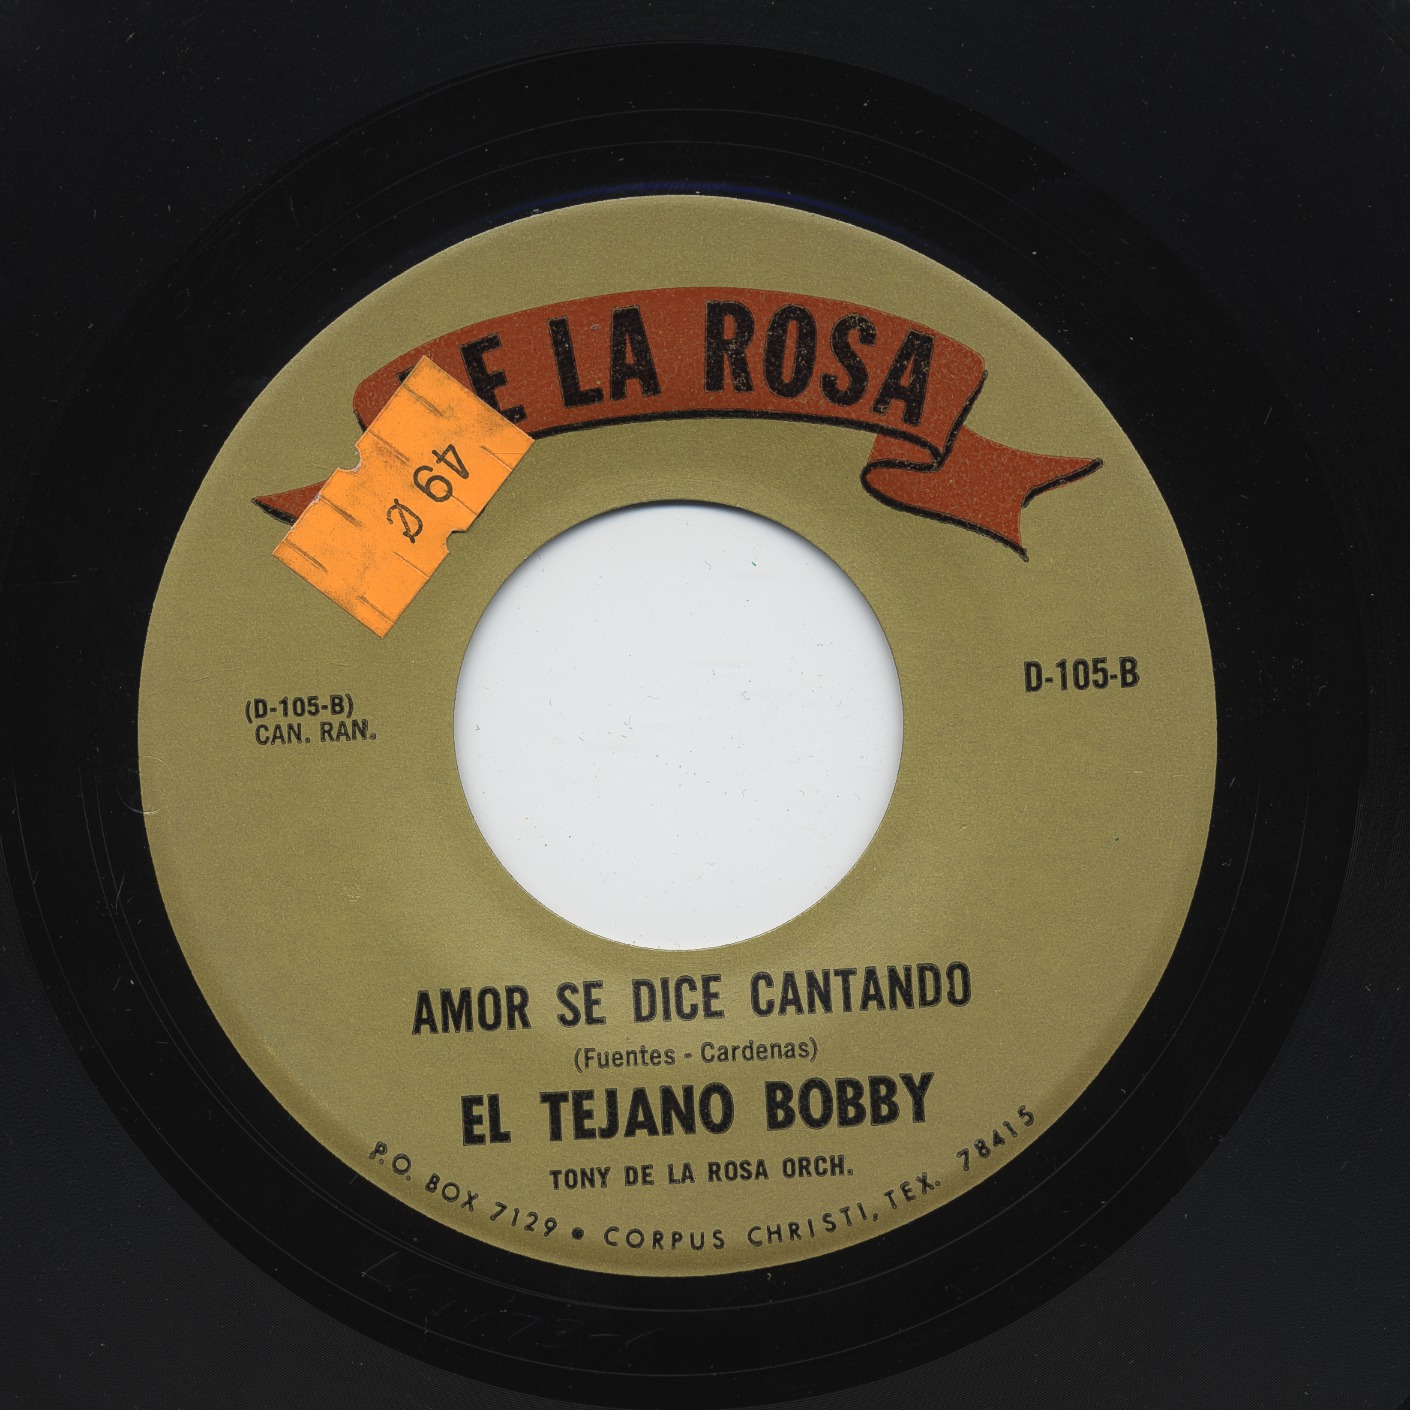 DE LA ROSA
49 ¢
D-105-B
(D-105-B)
CAN. RAN.
AMOR SE DICE CANTANDO
(Fuentes - Cardenas)
EL TEJANO BOBBY
TONY DE LA ROSA ORCH.
P.O. BOX 7129 • CORPUS CHRISTI, TEX. 78415